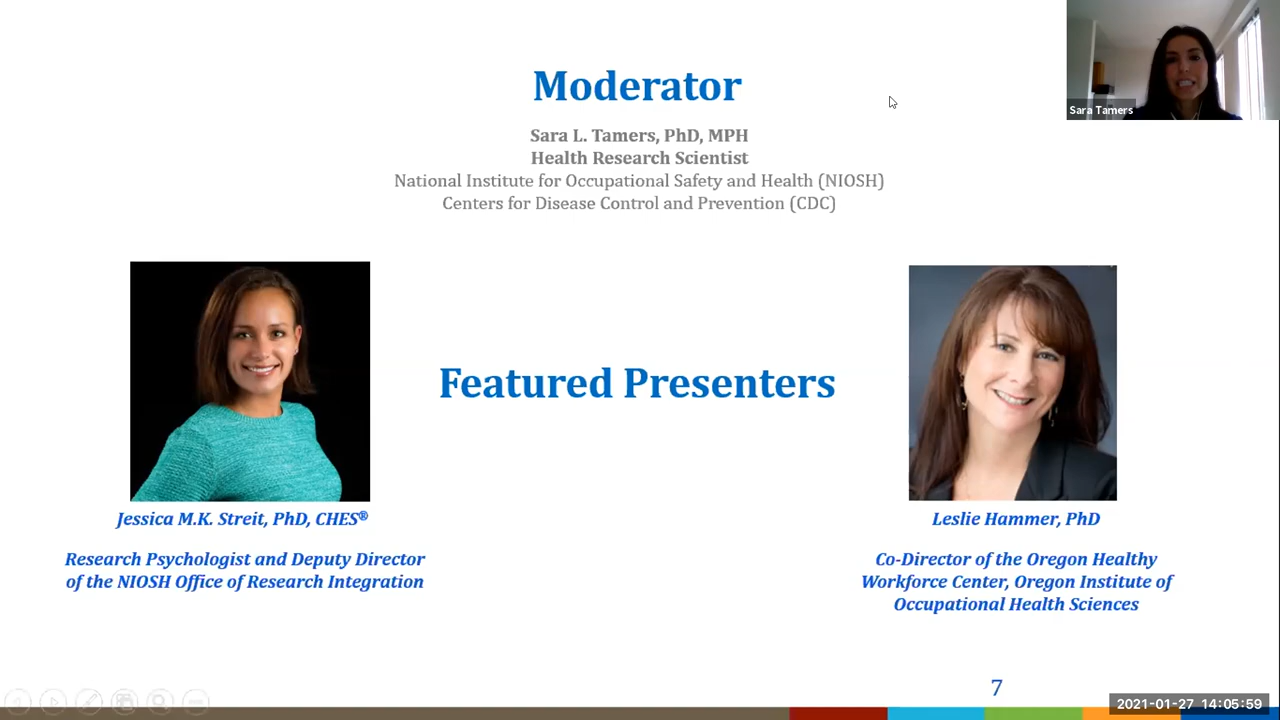 Moderator
Sara L. Tamers, PhD, MPH
Health Research Scientist
National Institute for Occupational Safety and Health (NIOSH)
Centers for Disease Control and Prevention (CDC)
Sara Tamers
Featured Presenters
Jessica M.K. Streit, PhD, CHES®
Research Psychologist and Deputy Director
of the NIOSH Office of Research Integration
Leslie Hammer, PhD
Co-Director of the Oregon Healthy
Workforce Center, Oregon Institute of
Occupational Health Sciences
7
2021-01-27 14:05:59